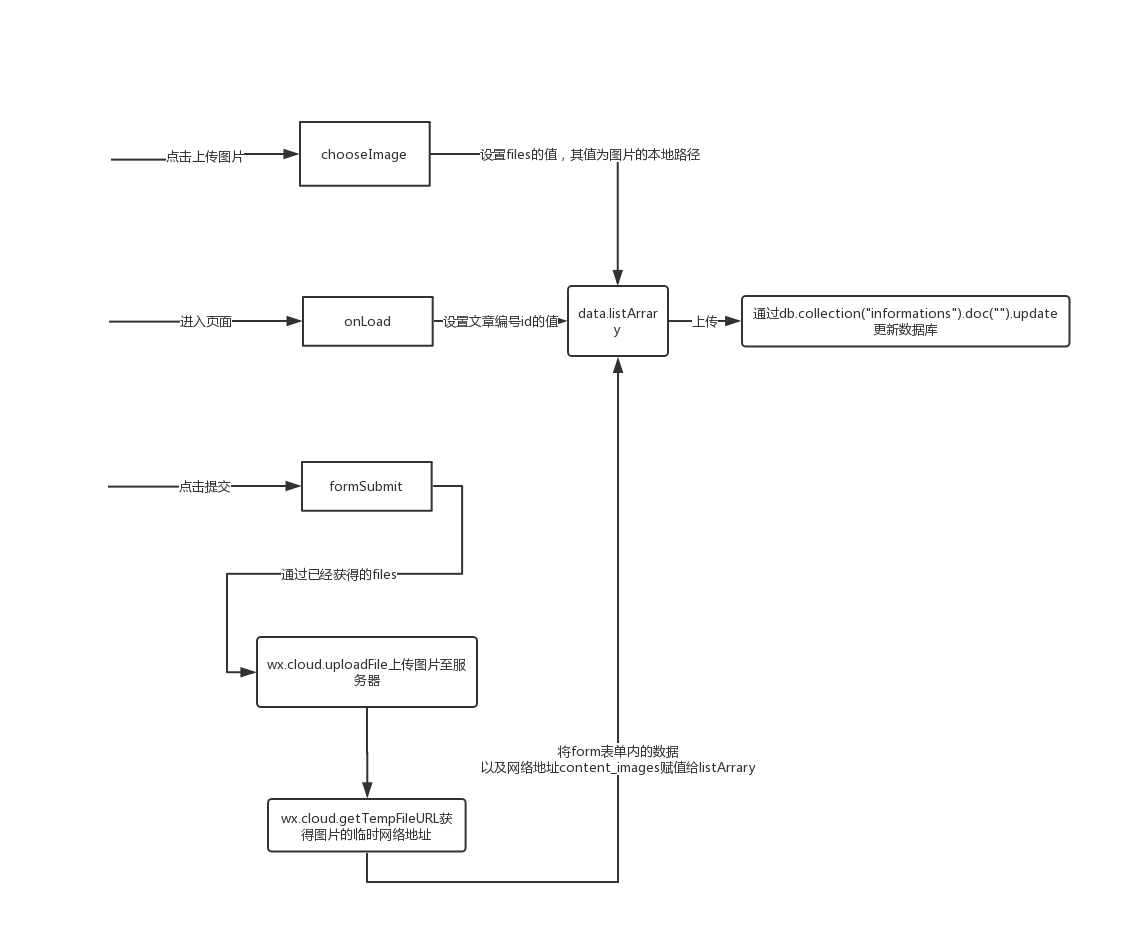 点击上传图片
chooseImage
设置files的值，其值为图片的本地路径
进入页面
onLoad
设置文章编号id的值
data.listArrar
y
上传
通过db.collection("informations").doc("").update
更新数据库
点击提交
formSubmit
通过已经获得的files
wx.cloud.uploadFile上传图片至服
务器
将form表单内的数据
以及网络地址content_images赋值给listArrary
wx.cloud.getTempFileURL获
得图片的临时网络地址